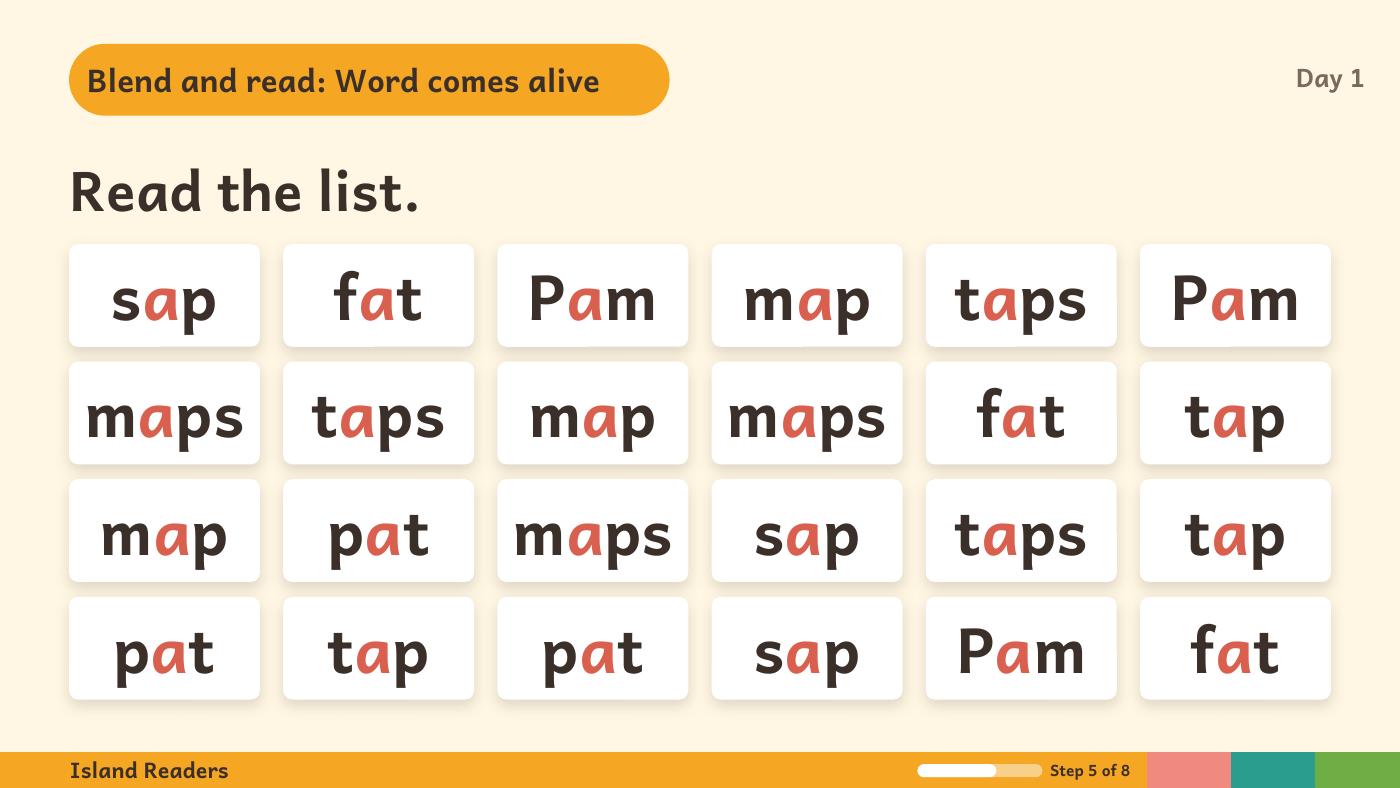 Blend and read: Word comes alive
Day 1
Read the list.
sap fat Pam map taps Pam
maps taps map maps fat tap
map pat maps sap taps tap
pat tap pat sap Pam fat
Island Readers
Step 5 of 8